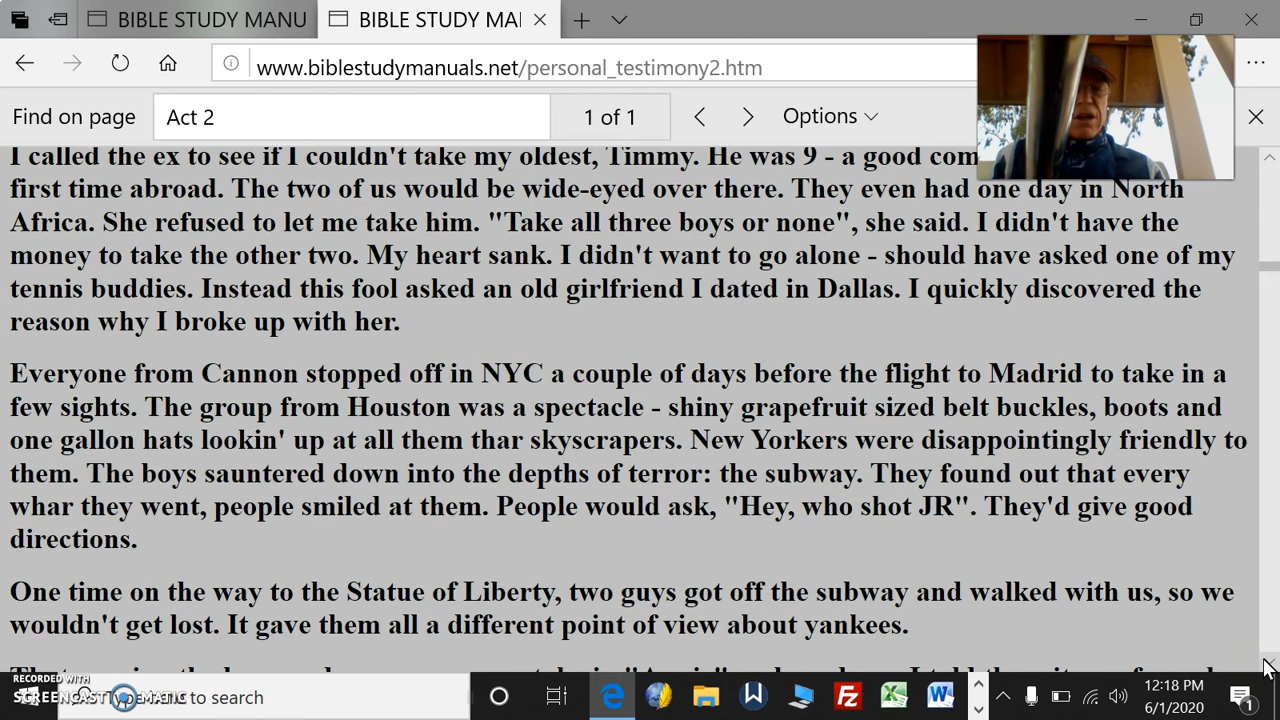 BIBLE STUDY MANU
BIBLE STUDY MAI
www.biblestudymanuals.net/personal_testimony2.htm
Find on page
Act 2
1 of 1
Options
I called the ex to see if I couldn't take my oldest, Timmy. He was 9 - a good com
first time abroad. The two of us would be wide-eyed over there. They even had one day in North
Africa. She refused to let me take him. "Take all three boys or none", she said. I didn't have the
money to take the other two. My heart sank. I didn't want to go alone - should have asked one of my
tennis buddies. Instead this fool asked an old girlfriend I dated in Dallas. I quickly discovered the
reason why I broke up with her.
Everyone from Cannon stopped off in NYC a couple of days before the flight to Madrid to take in a
few sights. The group from Houston was a spectacle - shiny grapefruit sized belt buckles, boots and
one gallon hats lookin' up at all them thar skyscrapers. New Yorkers were disappointingly friendly to
them. The boys sauntered down into the depths of terror: the subway. They found out that every
whar they went, people smiled at them. People would ask, "Hey, who shot JR". They'd give good
directions.
One time on the way to the Statue of Liberty, two guys got off the subway and walked with us, so we
wouldn't get lost. It gave them all a different point of view about yankees.
RECORDED WITH
SCREENCAST MATIC
Type here to search
12:18 PM
6/1/2020
1